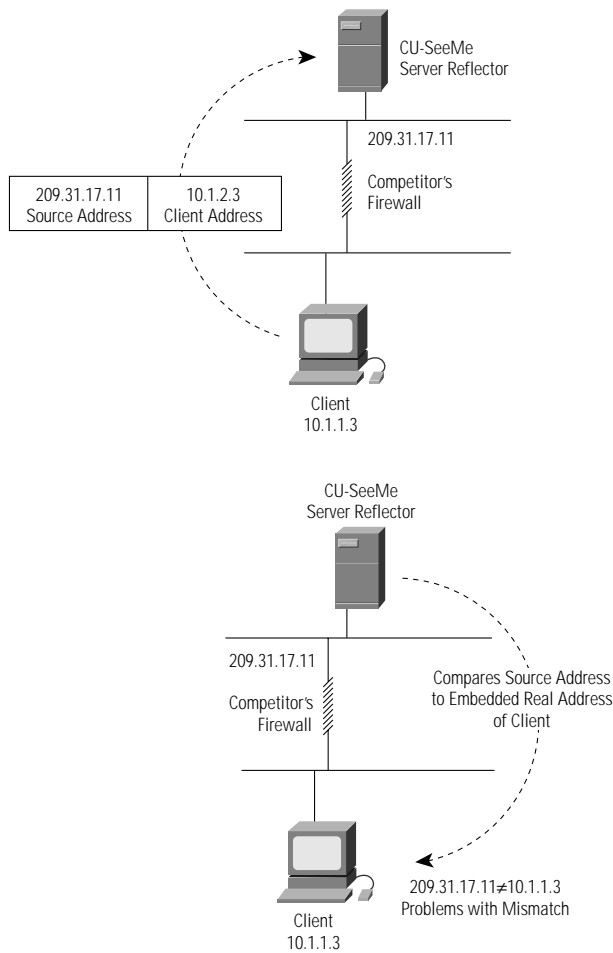 CU-SeeMe
Server Reflector
209.31.17.11
Competitor's
Firewall
209.31.17.11
Source Address
10.1.2.3
Client Address
Client
10.1.1.3
CU-SeeMe
Server Reflector
209.31.17.11
Competitor's
Firewall
Compares Source Address
to Embedded Real Address
of Client
Client
10.1.1.3
209.31.17.11≠10.1.1.3
Problems with Mismatch